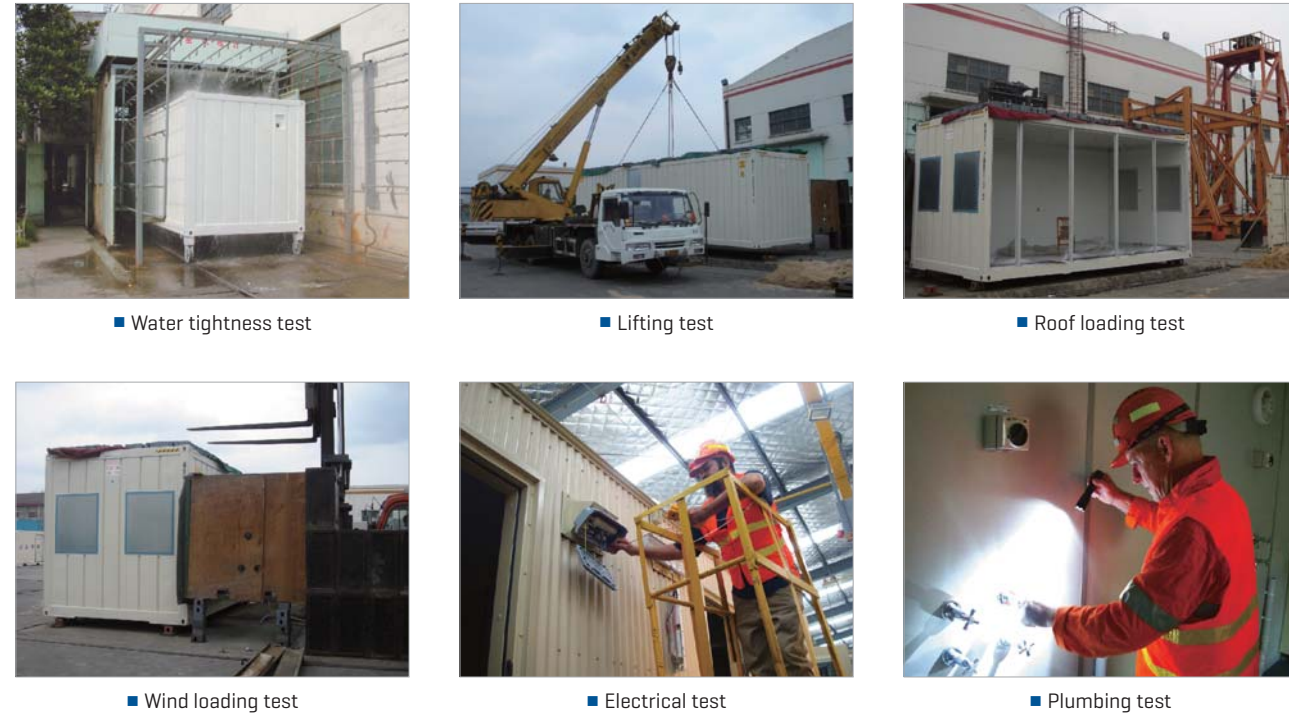 ■ Water tightness test
■ Lifting test
■ Roof loading test
■ Wind loading test
■ Electrical test
■ Plumbing test